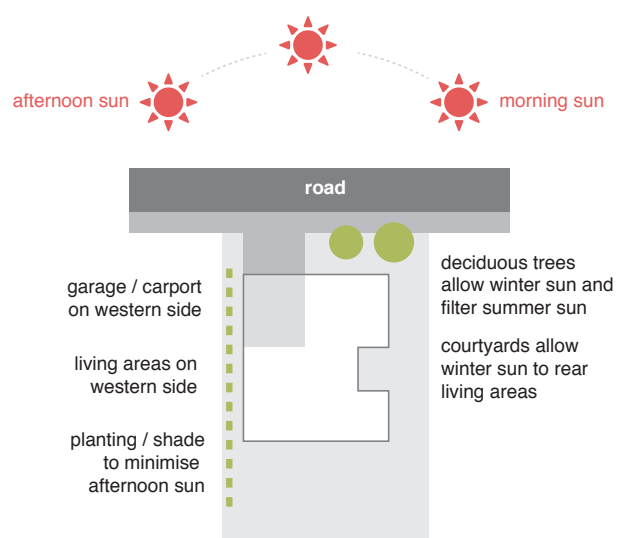 afternoon sun
morning sun
road
garage / carport
on western side
living areas on
western side
planting / shade
to minimise
afternoon sun
deciduous trees
allow winter sun and
filter summer sun
courtyards allow
winter sun to rear
living areas